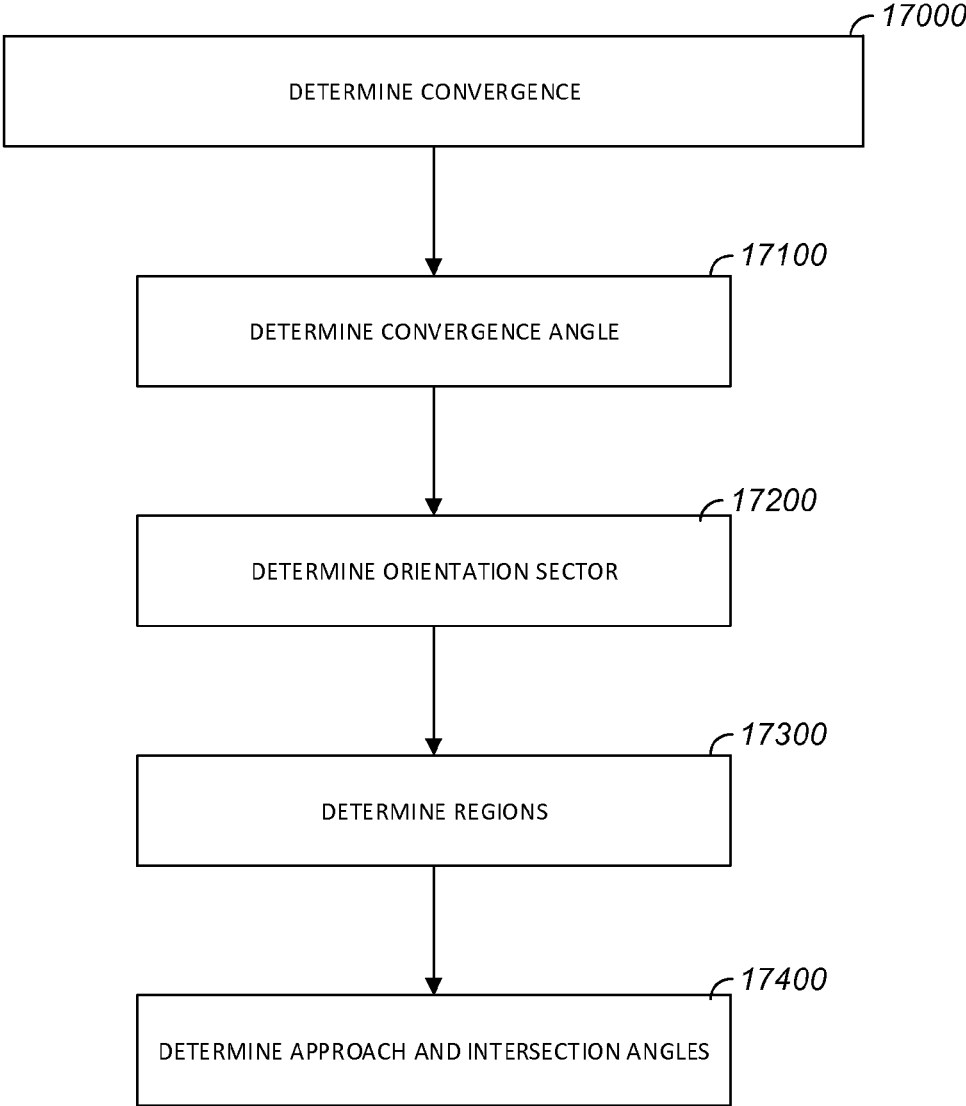 17000
DETERMINE CONVERGENCE
17100
DETERMINE CONVERGENCE ANGLE
17200
DETERMINE ORIENTATION SECTOR
17300
DETERMINE REGIONS
17400
DETERMINE APPROACH AND INTERSECTION ANGLES